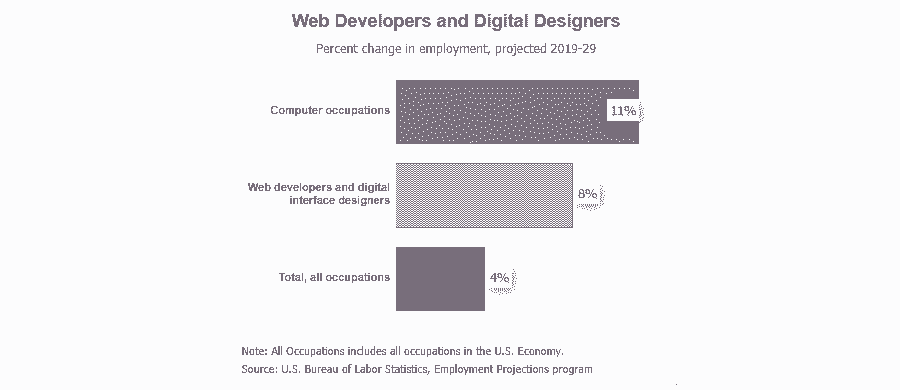 Web Developers and Digital Designers
Percent change in employment, projected 2019-29
Computer occupations
11%
Web developers and digital
interface designers
8%
Total, all occupations
4%
Note: All Occupations includes all occupations in the U.S. Economy.
Source: U.S. Bureau of Labor Statistics, Employment Projections program